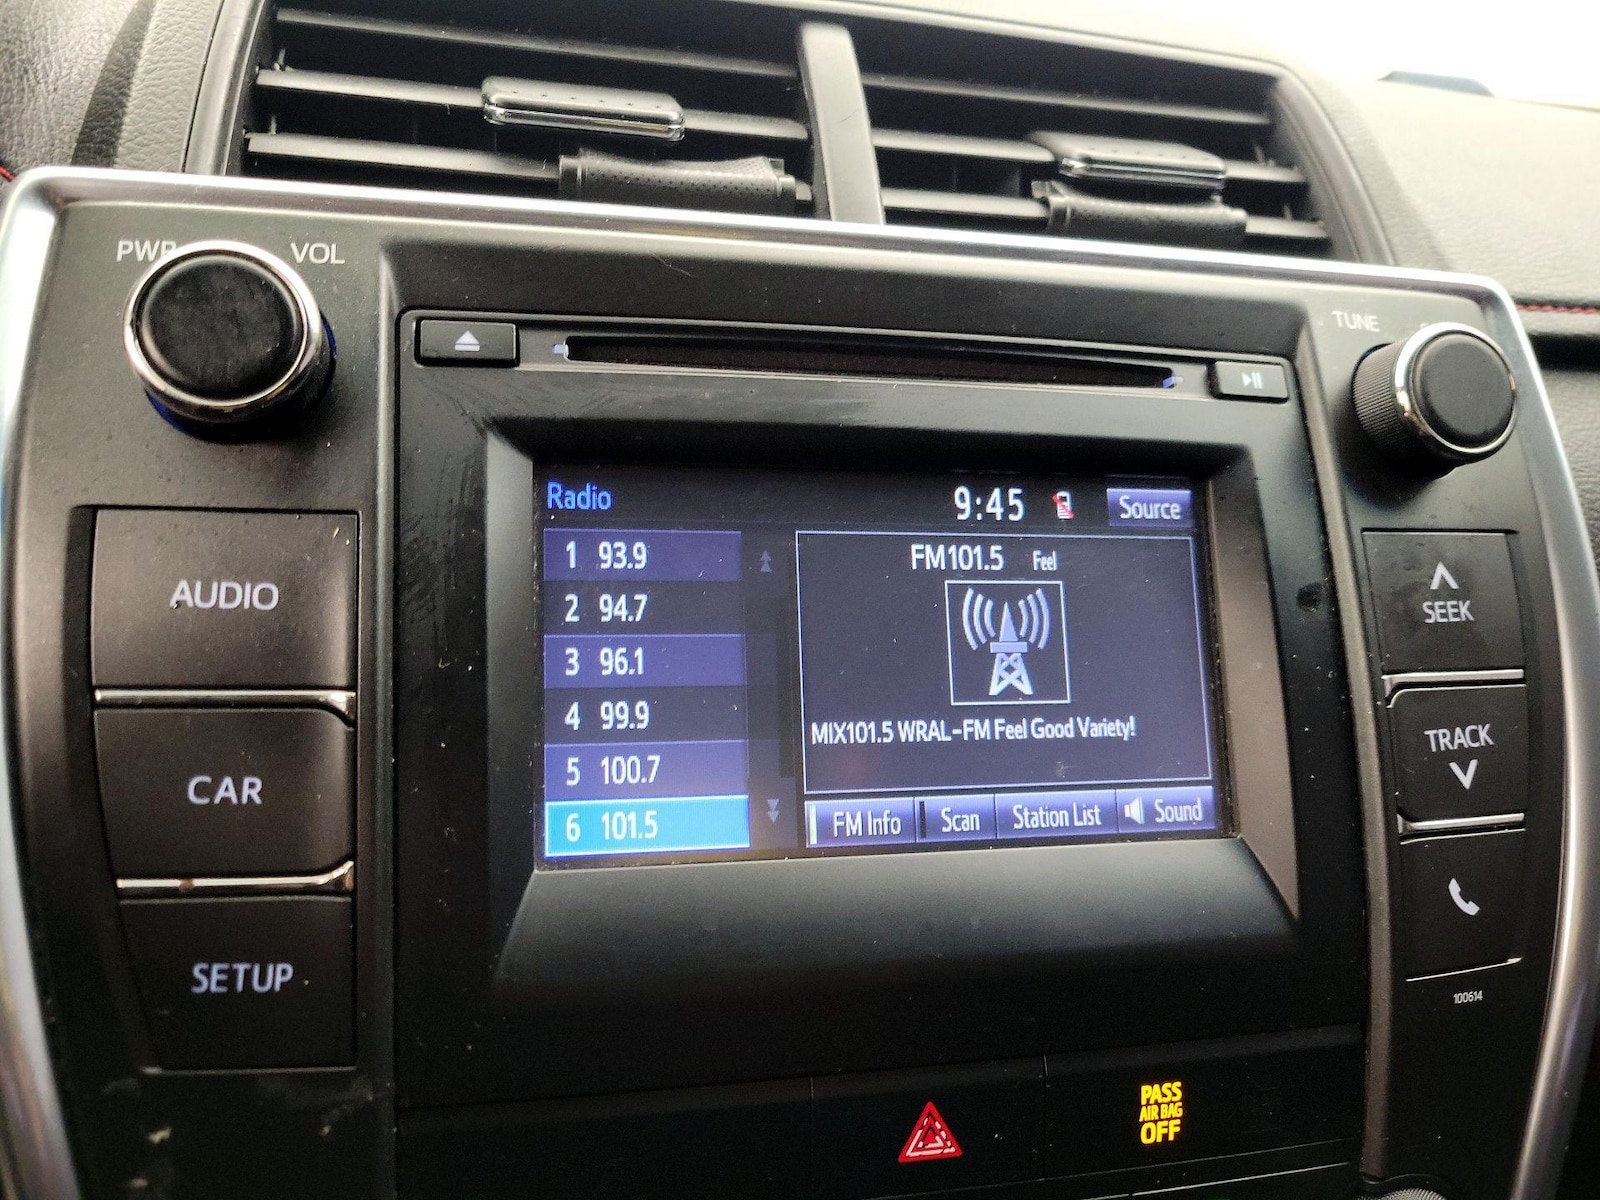 PWR VOL
TUNE
AUDIO
CAR
SETUP
Radio
9:45
Source
1 93.9
2 94.7
3 96.1
4 99.9
5 100.7
6 101.5
FM101.5 Feel
MIX101.5 WRAL-FM Feel Good Variety!
FM Info
Scan
Station List
Sound
SEEK
TRACK
100614
PASS
AIR BAG
OFF